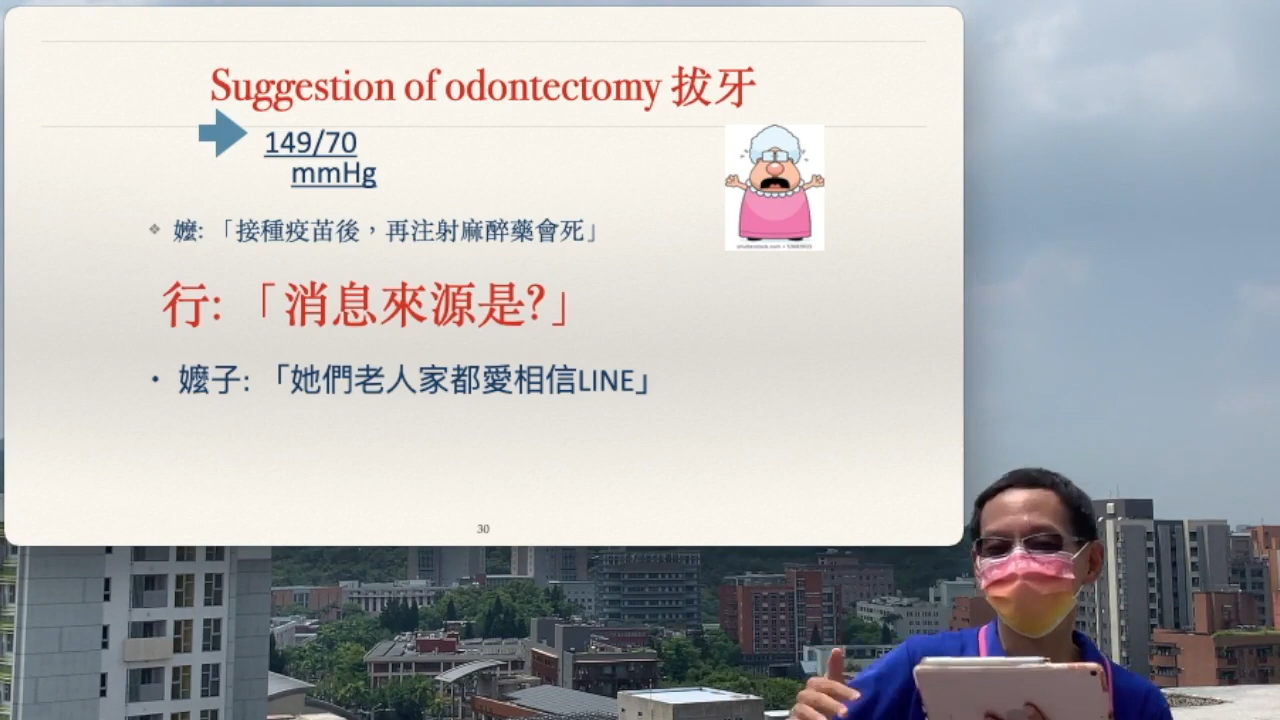 Suggestion of odontectomy 拔牙
149/70
mmHg
嬤: 「接種疫苗後，再注射麻醉藥會死」
行: 「消息來源是?」
嬤子: 「她們老人家都愛相信LINE」
30